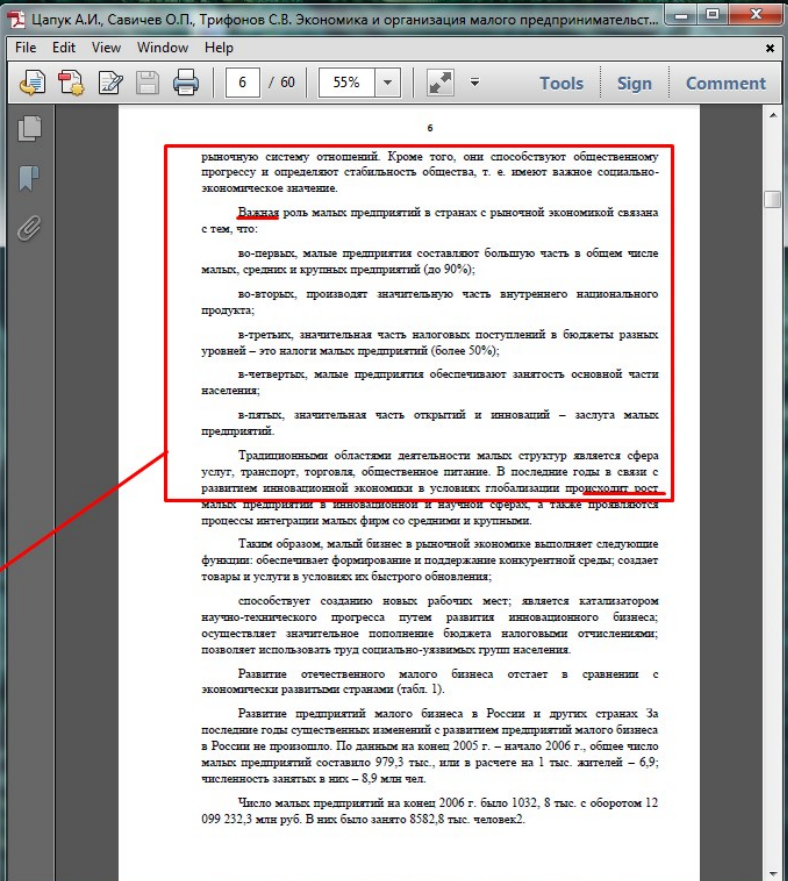 Цапук А.И., Савичев О.П., Трифонов С.В. Экономика и организация малого предпринимательст...
File Edit View Window Help
6 / 60 55% Tools Sign Comment
6
рыночную систему отношений. Кроме того, они способствуют общественному
прогрессу и определяют стабильность общества, т. е. имеют важное социально-
экономическое значение.
Важная роль малых предприятий в странах с рыночной экономикой связана
с тем, что:
во-первых, малые предприятия составляют большую часть в общем числе
малых, средних и крупных предприятий (до 90%);
во-вторых, производят значительную часть внутреннего национального
продукта;
в-третьих, значительная часть налоговых поступлений в бюджеты разных
уровней – это налоги малых предприятий (более 50%);
в-четвертых, малые предприятия обеспечивают занятость основной части
населения;
в-пятых, значительная часть открытий и инноваций – заслуга малых
предприятий.
Традиционными областями деятельности малых структур является сфера
услуг, транспорт, торговля, общественное питание. В последние годы в связи с
развитием инновационной экономики в условиях глобализации происходит рост
малых предприятий в инновационной и научной сферах, а также проявляются
процессы интеграции малых фирм со средними и крупными.
Таким образом, малый бизнес в рыночной экономике выполняет следующие
функции: обеспечивает формирование и поддержание конкурентной среды; создает
товары и услуги в условиях их быстрого обновления;
способствует созданию новых рабочих мест; является катализатором
научно-технического прогресса путем развития инновационного бизнеса;
осуществляет значительное пополнение бюджета налоговыми отчислениями;
позволяет использовать труд социально-уязвимых групп населения.
Развитие отечественного малого бизнеса отстает в сравнении с
экономически развитыми странами (табл. 1).
Развитие предприятий малого бизнеса в России и других странах За
последние годы существенных изменений с развитием предприятий малого бизнеса
в России не произошло. По данным на конец 2005 г. – начало 2006 г., общее число
малых предприятий составило 979,3 тыс., или в расчете на 1 тыс. жителей – 6,9;
численность занятых в них – 8,9 млн чел.
Число малых предприятий на конец 2006 г. было 1032, 8 тыс. с оборотом 12
099 232,3 млн руб. В них было занято 8582,8 тыс. человек2.